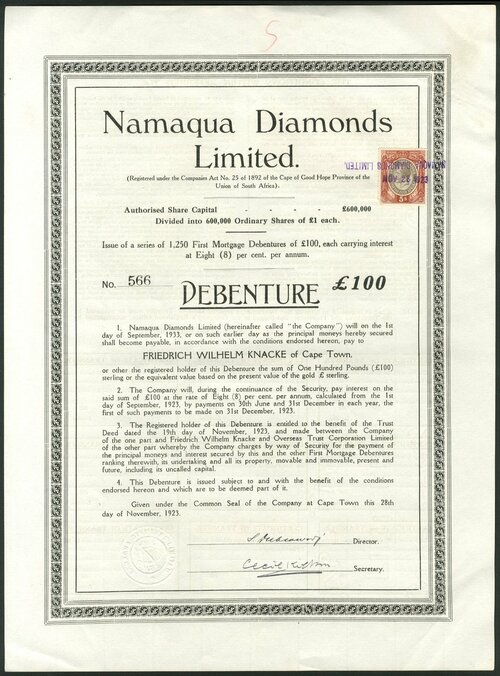 5
Namaqua Diamonds
Limited.
(Registered under the Companies Act No. 25 of 1892 of the Cape of Good Hope Province of the
Union of South Africa).
NAMAQUA DIAMONDS LIMITED.
Authorised Share Capital - - - - £600,000
Divided into 600,000 Ordinary Shares of £1 each.
Issue of a series of 1,250 First Mortgage Debentures of £100, each carrying interest
at Eight (8) per cent. per annum.
No. 566
DEBENTURE £100
1. Namaqua Diamonds Limited (hereinafter called "the Company") will on the 1st
day of September, 1933, or on such earlier day as the principal moneys hereby secured
shall become payable, in accordance with the conditions endorsed hereon, pay to
FRIEDRICH WILHELM KNACKE of Cape Town,
or other the registered holder of this Debenture the sum of One Hundred Pounds (£100)
sterling or the equivalent value based on the present value of the gold £ sterling.
2. The Company will, during the continuance of the Security, pay interest on the
said sum of £100 at the rate of Eight (8) per cent. per annum, calculated from the 1st
day of September, 1923, by payments on 30th June and 31st December in each year, the
first of such payments to be made on 31st December, 1923.
3. The Registered holder of this Debenture is entitled to the benefit of the Trust
Deed dated the 19th day of November, 1923, and made between the Company
of the one part and Friedrich Wilhelm Knacke and Overseas Trust Corporation Limited
of the other part whereby the Company charges by way of Security for the payment of
the principal moneys and interest secured by this and the other First Mortgage Debentures
ranking therewith, its undertaking and all its property, movable and immovable, present and
future, including its uncalled capital.
4. This Debenture is issued subject to and with the benefit of the conditions
endorsed hereon and which are to be deemed part of it.
Given under the Common Seal of the Company at Cape Town this 28th
day of November, 1923.
Director.
Secretary.